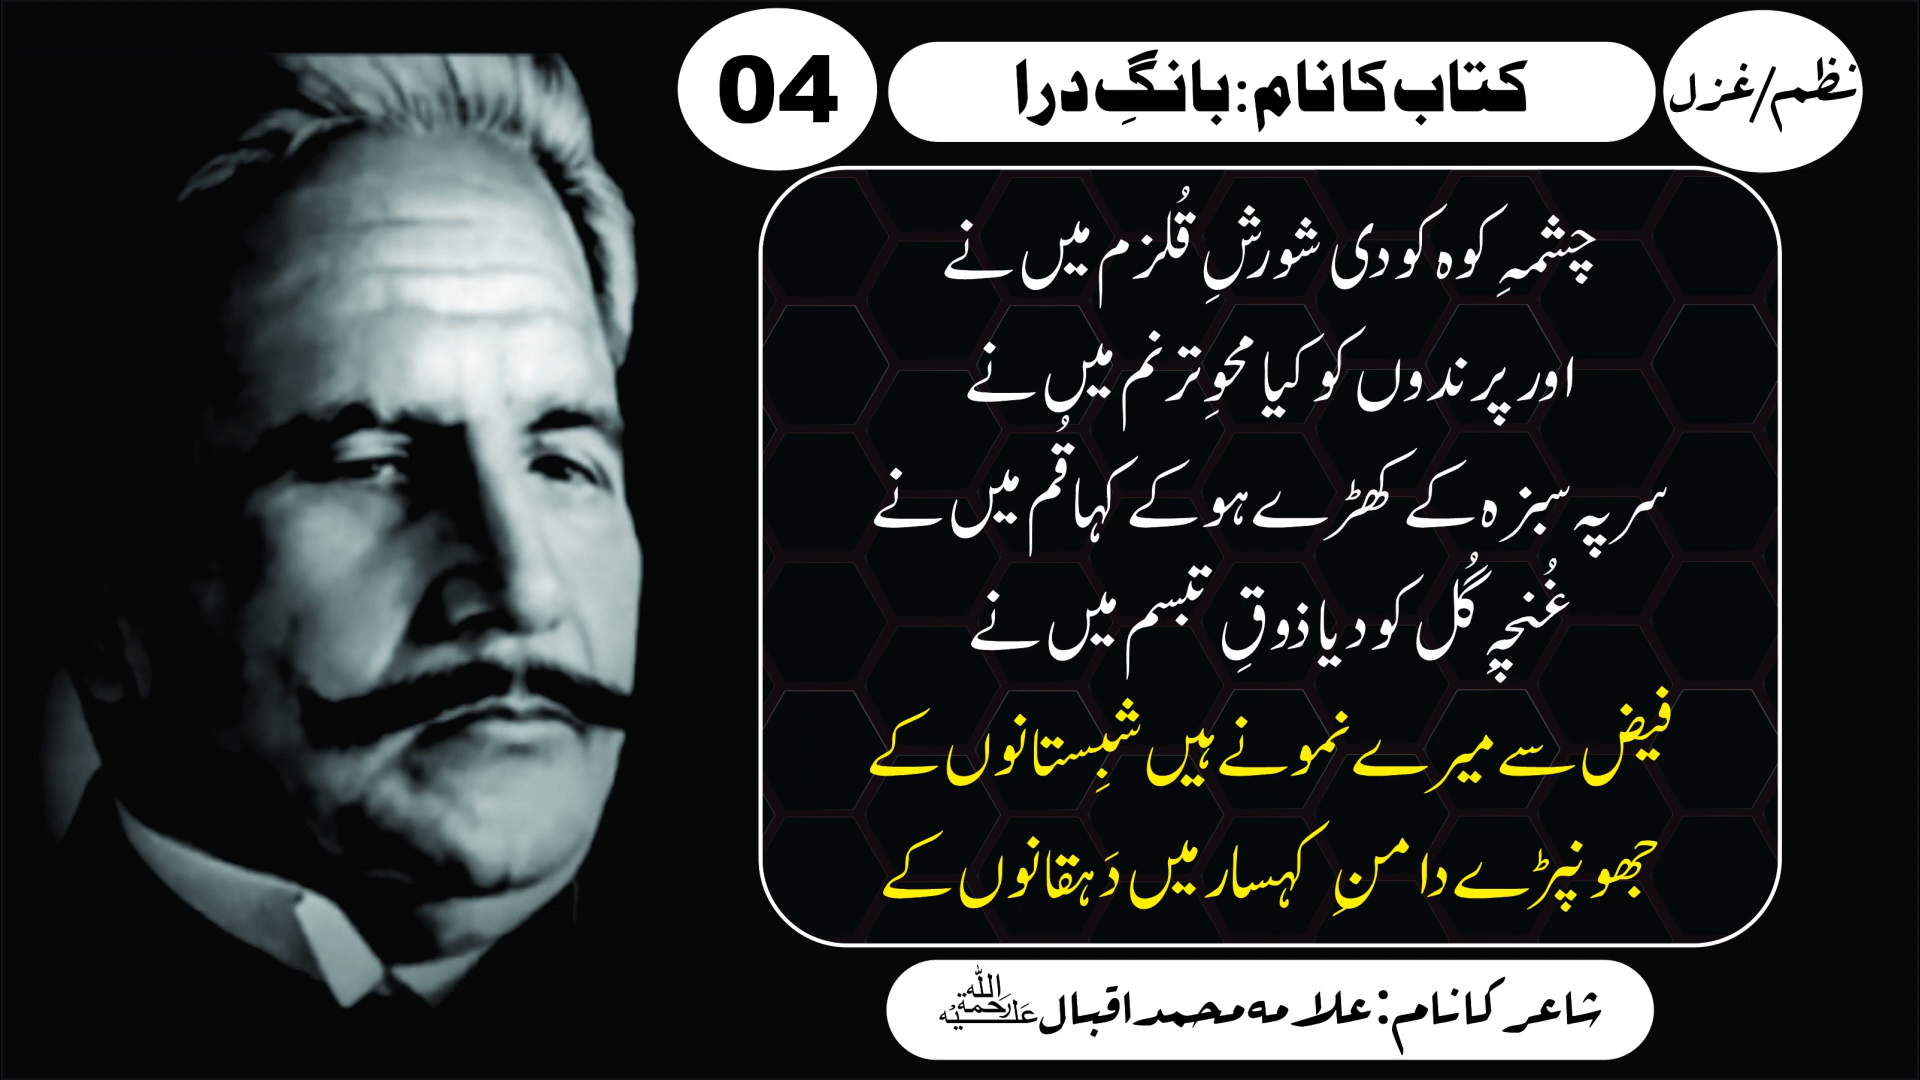 نظم/غزل
کتاب کا نام: بانگِ درا
04
چشمہِ کوہ کو دی شورشِ قُلزم میں نے
اور پرندوں کو کیا محوِ ترنم میں نے
سر پہ سبزہ کے کھڑے ہو کے کہا قُم میں نے
غُنچہِ گُل کو دیا ذوقِ تبسم میں نے
فیض سے میرے نمونے ہیں شبِستانوں کے
جھونپڑے دامنِ کہسار میں دَہقانوں کے
شاعر کا نام: علامہ محمد اقبال رحمۃ اللہ علیہ